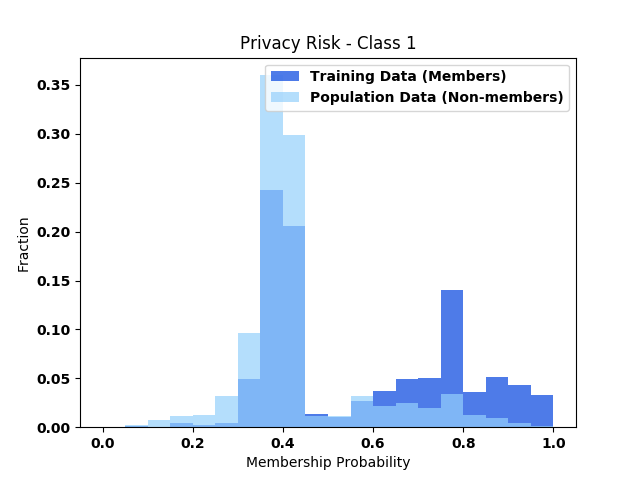 Privacy Risk - Class 1
Training Data (Members)
Population Data (Non-members)
0.35
0.30
0.25
0.20
0.15
0.10
0.05
0.00
Fraction
0.0 0.2 0.4 0.6 0.8 1.0
Membership Probability